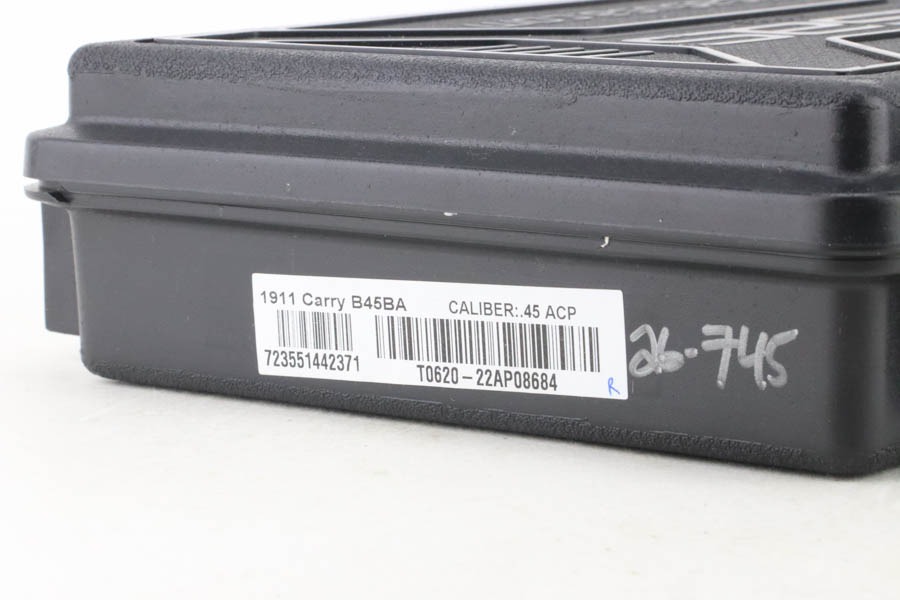 1911 Carry B45BA CALIBER:.45 ACP
723551442371 T0620-22AP08684
R
26-745